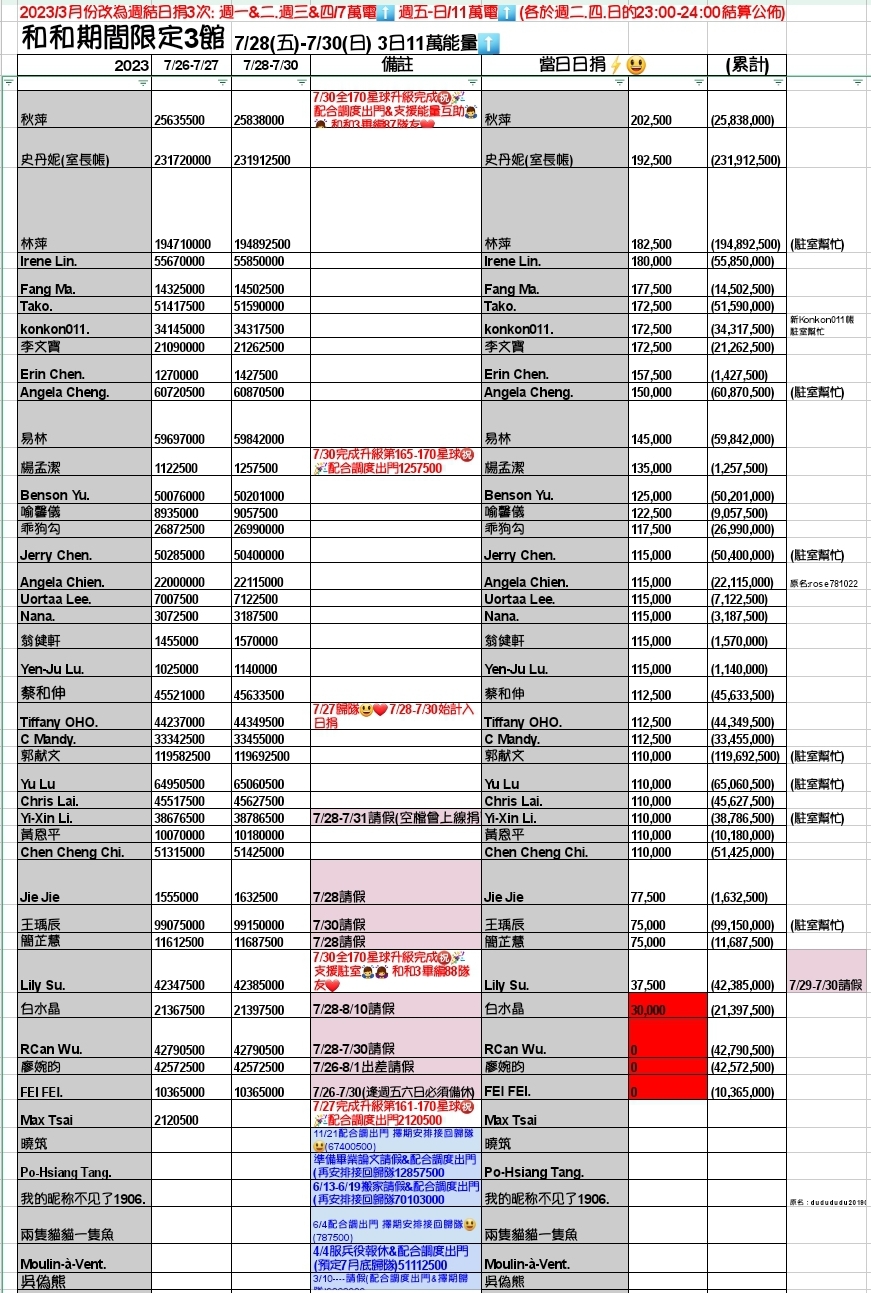 2023/3月份改為週結日捐3次: 週一&二.週三&四/7萬電⬆️ 週五-日/11萬電⬆️ (各於週二.四.日的23:00-24:00結算公佈)
和和期間限定3館 7/28(五)-7/30(日) 3日11萬能量⬆️
2023 7/26-7/27 7/28-7/30 備註 當日日捐⚡😃 (累計)
秋萍 25635500 25838000 7/30全170星球升級完成㊗️🎉 配合調度出門&支援能量互助 和和3畢編87隊友❤️ 秋萍 202,500 (25,838,000)
史丹妮(室長帳) 231720000 231912500 史丹妮(室長帳) 192,500 (231,912,500)
林萍 194710000 194892500 林萍 182,500 (194,892,500) (駐室幫忙)
Irene Lin. 55670000 55850000 Irene Lin. 180,000 (55,850,000)
Fang Ma. 14325000 14502500 Fang Ma. 177,500 (14,502,500)
Tako. 51417500 51590000 Tako. 172,500 (51,590,000)
konkon011. 34145000 34317500 konkon011. 172,500 (34,317,500) 新Konkon011帳 駐室幫忙
李文寶 21090000 21262500 李文寶 172,500 (21,262,500)
Erin Chen. 1270000 1427500 Erin Chen. 157,500 (1,427,500)
Angela Cheng. 60720500 60870500 Angela Cheng. 150,000 (60,870,500) (駐室幫忙)
易林 59697000 59842000 易林 145,000 (59,842,000)
楊孟潔 1122500 1257500 7/30完成升級第165-170星球㊗️🎉配合調度出門1257500 楊孟潔 135,000 (1,257,500)
Benson Yu. 50076000 50201000 Benson Yu. 125,000 (50,201,000)
喻馨儀 8935000 9057500 喻馨儀 122,500 (9,057,500)
乖狗勾 26872500 26990000 乖狗勾 117,500 (26,990,000)
Jerry Chen. 50285000 50400000 Jerry Chen. 115,000 (50,400,000) (駐室幫忙)
Angela Chien. 22000000 22115000 Angela Chien. 115,000 (22,115,000) 原名:rose781022
Uortaa Lee. 7007500 7122500 Uortaa Lee. 115,000 (7,122,500)
Nana. 3072500 3187500 Nana. 115,000 (3,187,500)
翁健軒 1455000 1570000 翁健軒 115,000 (1,570,000)
Yen-Ju Lu. 1025000 1140000 Yen-Ju Lu. 115,000 (1,140,000)
蔡和伸 45521000 45633500 蔡和伸 112,500 (45,633,500)
Tiffany OHO. 44237000 44349500 7/27歸隊😃❤️7/28-7/30始計入日捐 Tiffany OHO. 112,500 (44,349,500)
C Mandy. 33342500 33455000 C Mandy. 112,500 (33,455,000)
郭献文 119582500 119692500 郭献文 110,000 (119,692,500) (駐室幫忙)
Yu Lu 64950500 65060500 Yu Lu 110,000 (65,060,500) (駐室幫忙)
Chris Lai. 45517500 45627500 Chris Lai. 110,000 (45,627,500)
Yi-Xin Li. 38676500 38786500 7/28-7/31請假(空檔曾上線捐 Yi-Xin Li. 110,000 (38,786,500) (駐室幫忙)
黃恩平 10070000 10180000 黃恩平 110,000 (10,180,000)
Chen Cheng Chi. 51315000 51425000 Chen Cheng Chi. 110,000 (51,425,000)
Jie Jie 1555000 1632500 7/28請假 Jie Jie 77,500 (1,632,500)
王瑀辰 99075000 99150000 7/30請假 王瑀辰 75,000 (99,150,000) (駐室幫忙)
簡芷慧 11612500 11687500 7/28請假 簡芷慧 75,000 (11,687,500)
Lily Su. 42347500 42385000 7/30全170星球升級完成㊗️🎉 支援駐室 和和3畢編88隊友❤️ Lily Su. 37,500 (42,385,000) 7/29-7/30請假
白水晶 21367500 21397500 7/28-8/10請假 白水晶 30,000 (21,397,500)
RCan Wu. 42790500 42790500 7/28-7/30請假 RCan Wu. 0 (42,790,500)
廖婉昀 42572500 42572500 7/26-8/1出差請假 廖婉昀 0 (42,572,500)
FEI FEI. 10365000 10365000 7/26-7/30(逢週五六日必須備休) FEI FEI. 0 (10,365,000)
Max Tsai 2120500 7/27完成升級第161-170星球㊗️🎉配合調度出門2120500 Max Tsai
曉筑 11/21配合調出門 擇期安排接回歸隊😃(67400500) 曉筑
Po-Hsiang Tang. 準備畢業論文請假&配合調度出門(再安排接回歸隊12857500 Po-Hsiang Tang.
我的昵称不见了1906. 6/13-6/19搬家請假&配合調度出門(再安排接回歸隊70103000 我的昵称不见了1906. 原名:dudududu2019
兩隻貓貓一隻魚 6/4配合調出門 擇期安排接回歸隊😃(787500) 兩隻貓貓一隻魚
Moulin-à-Vent. 4/4服兵役報休&配合調度出門(預定7月底歸隊)51112500 Moulin-à-Vent.
吳偽熊 3/10----請假(配合調度出門&擇期歸 吳偽熊